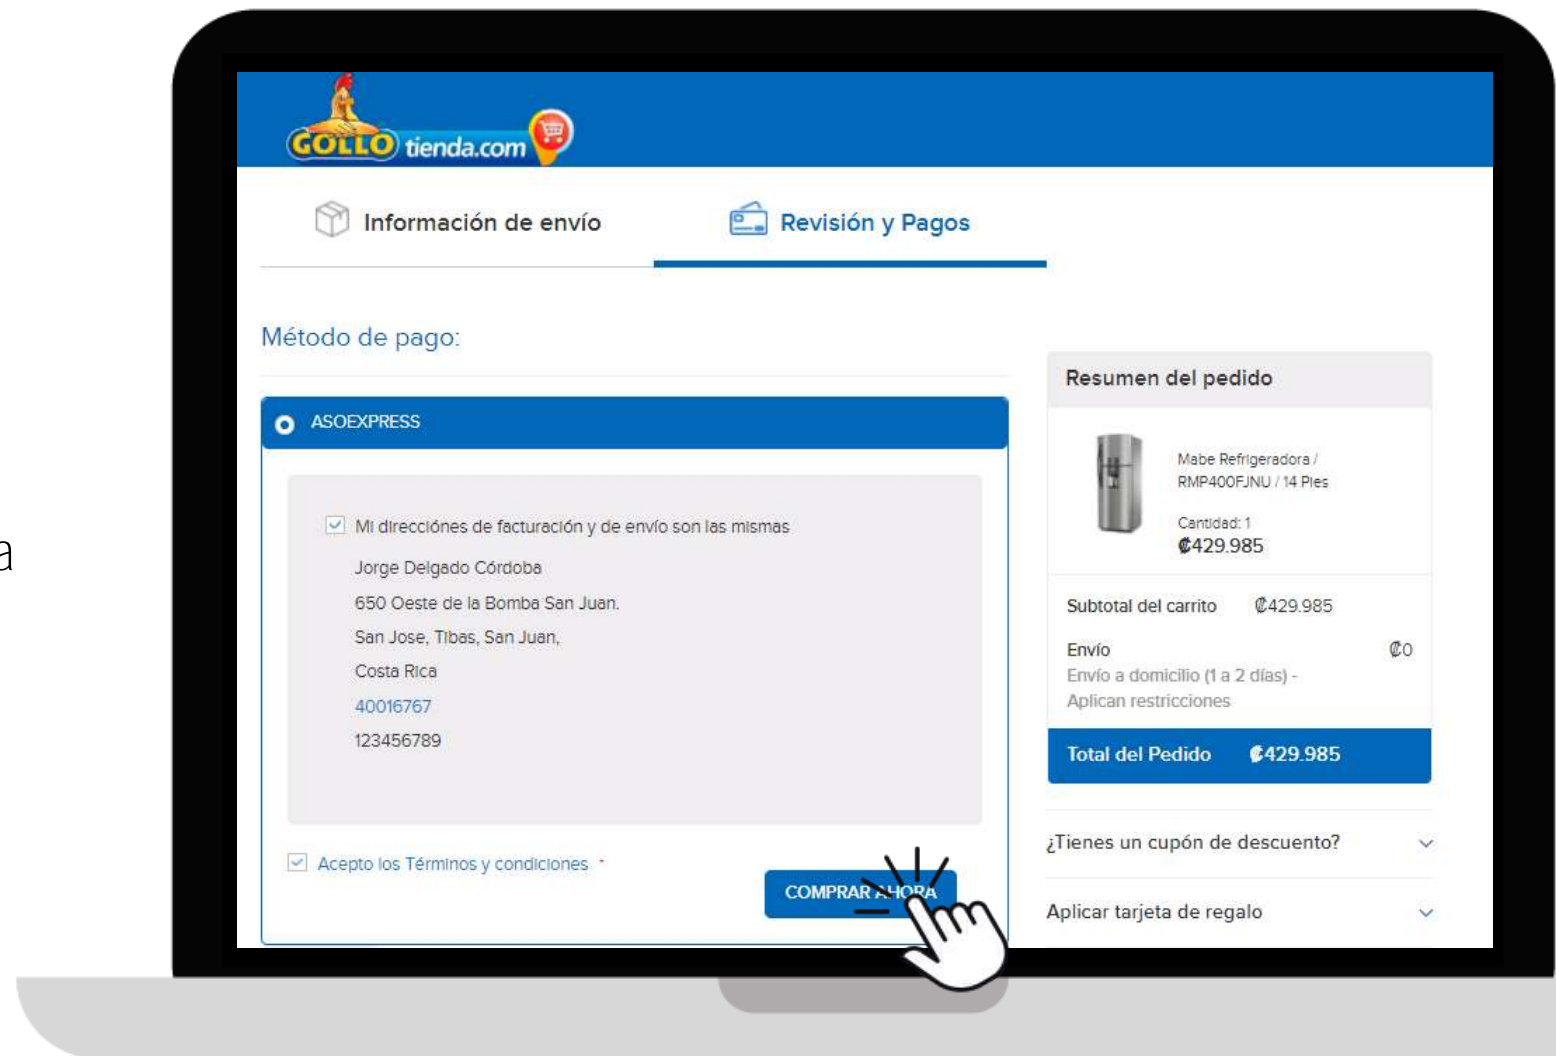 GOLLO tienda.com
Información de envío
Revisión y Pagos
Método de pago:
ASOEXPRESS
Mi direcciónes de facturación y de envío son las mismas
Jorge Delgado Córdoba
650 Oeste de la Bomba San Juan.
San Jose, Tibas, San Juan,
Costa Rica
40016767
123456789
Acepto los Términos y condiciones *
COMPRAR AHORA
Resumen del pedido
Mabe Refrigeradora /
RMP400FJNU / 14 Pies
Cantidad: 1
₡429.985
Subtotal del carrito ₡429.985
Envío ₡0
Envío a domicilio (1 a 2 días) -
Aplican restricciones
Total del Pedido ₡429.985
¿Tienes un cupón de descuento?
Aplicar tarjeta de regalo
a